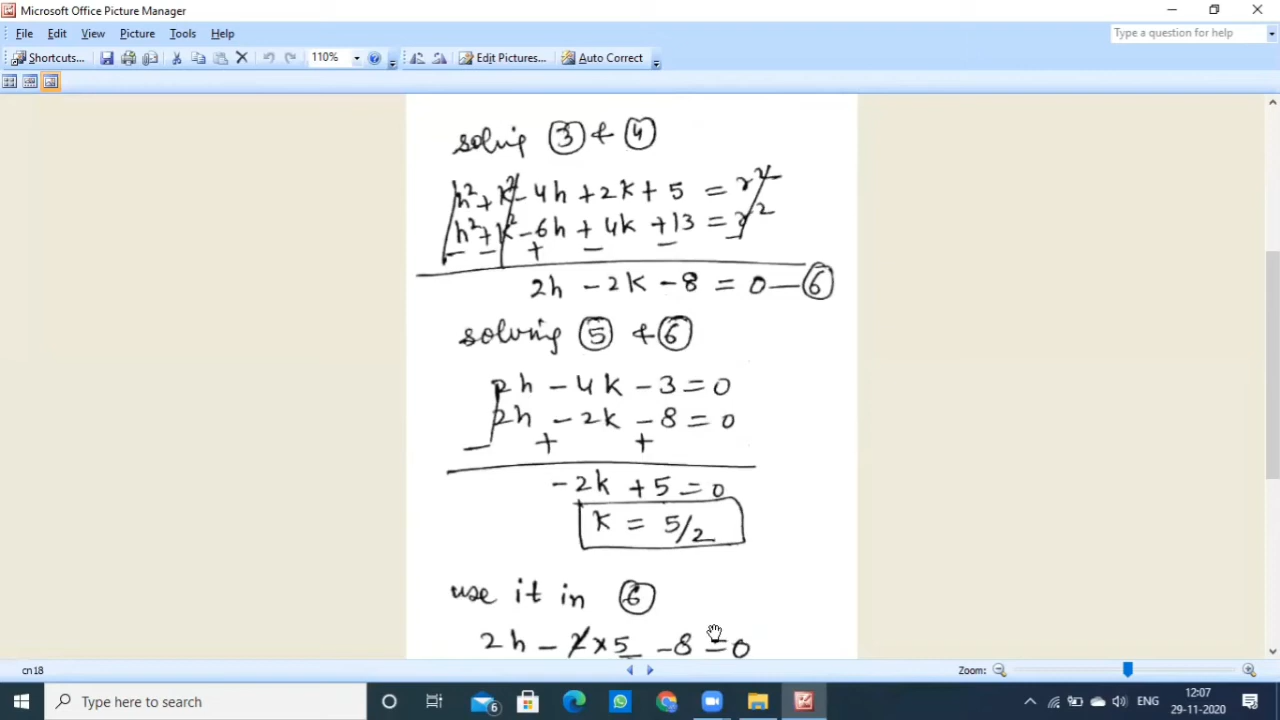 Microsoft Office Picture Manager
File Edit View Picture Tools Help
Type a question for help
Shortcuts... 110% Edit Pictures... Auto Correct
solving ③ & ④
h² + k² - 4h + 2k + 5 = r²
h² + k² - 6h + 4k + 13 = r²
- - + - - -
2h - 2k - 8 = 0 — ⑥
solving ⑤ & ⑥
2h - 4k - 3 = 0
2h - 2k - 8 = 0
- + +
-2k + 5 = 0
k = 5/2
use it in ⑥
2h - 2 × 5 - 8 = 0
cn18
Zoom:
Type here to search
6
ENG
12:07
29-11-2020